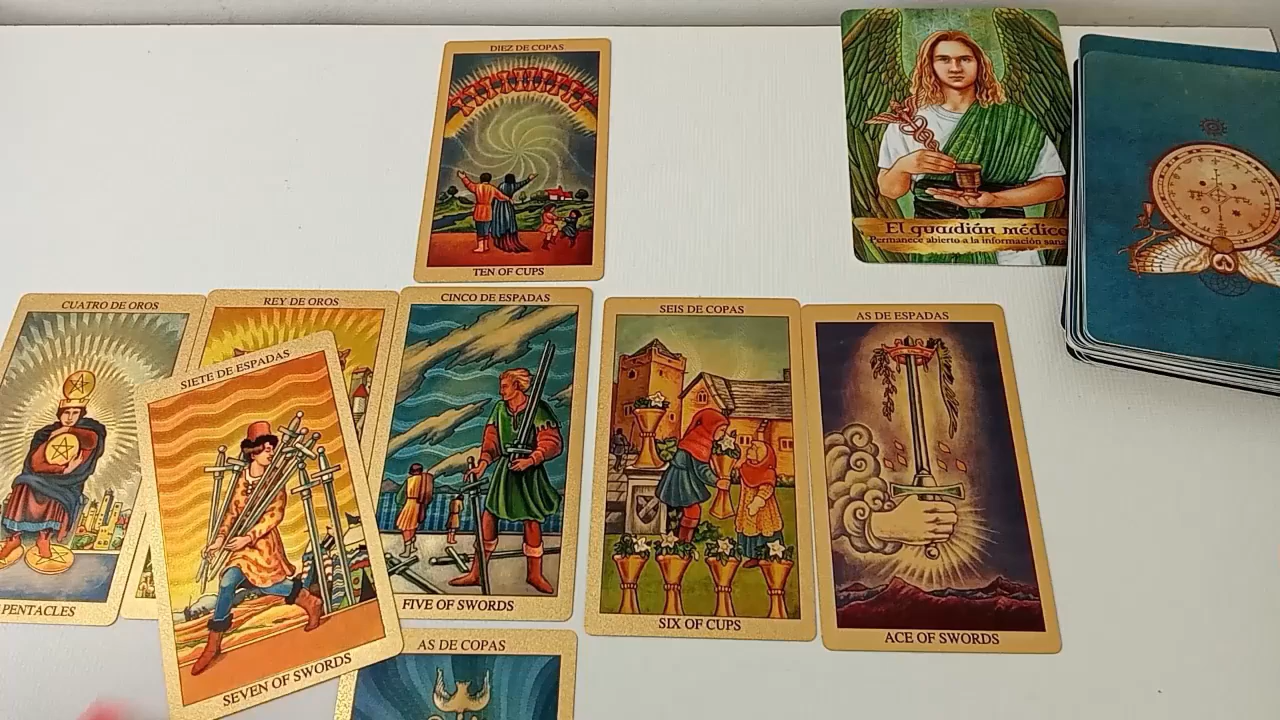 DIEZ DE COPAS
TEN OF CUPS
El guardián médico
Permanece abierto a la información sana
CUATRO DE OROS
PENTACLES
REY DE OROS
SIETE DE ESPADAS
SEVEN OF SWORDS
CINCO DE ESPADAS
FIVE OF SWORDS
SEIS DE COPAS
SIX OF CUPS
AS DE ESPADAS
ACE OF SWORDS
AS DE COPAS